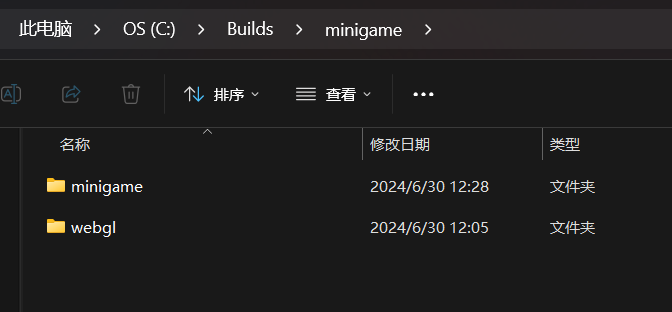 此电脑 > OS (C:) > Builds > minigame >
排序 查看 ...
名称 修改日期 类型
minigame 2024/6/30 12:28 文件夹
webgl 2024/6/30 12:05 文件夹